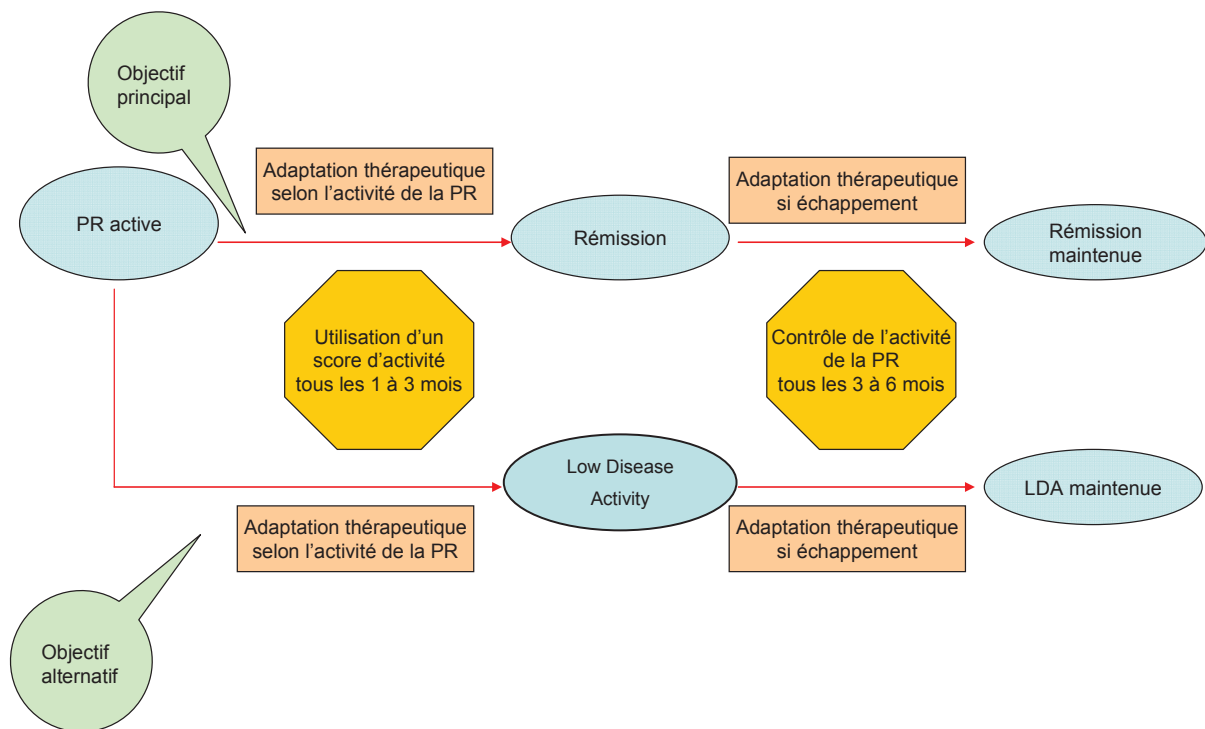 Objectif
principal
Adaptation thérapeutique
selon l’activité de la PR
Adaptation thérapeutique
si échappement
PR active
Rémission
Rémission
maintenue
Utilisation d’un
score d’activité
tous les 1 à 3 mois
Contrôle de l’activité
de la PR
tous les 3 à 6 mois
Low Disease
Activity
LDA maintenue
Adaptation thérapeutique
selon l’activité de la PR
Adaptation thérapeutique
si échappement
Objectif
alternatif